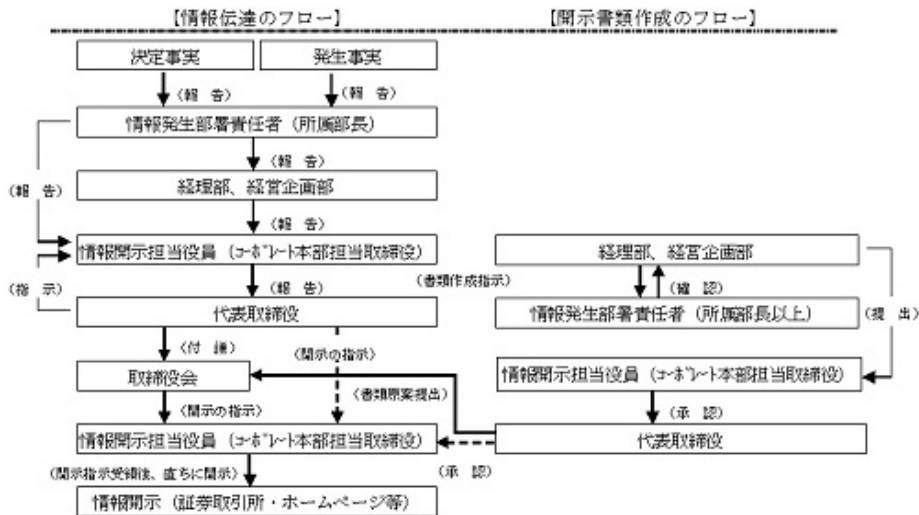 【情報伝達のフロー】
【開示書類作成のフロー】
決定事実
発生事実
（報　告）
（報　告）
情報発生部署責任者（所属部長）
（報　告）
（報　告）
経理部、経営企画部
（報　告）
情報開示担当役員（コーポレート本部担当取締役）
（指　示）
（報　告）
代表取締役
（付　議）
（開示の指示）
取締役会
（書類原案提出）
（開示の指示）
情報開示担当役員（コーポレート本部担当取締役）
（開示指示受領後、直ちに開示）
情報開示（証券取引所・ホームページ等）
経理部、経営企画部
（書類作成指示）
（確　認）
情報発生部署責任者（所属部長以上）
（提　出）
情報開示担当役員（コーポレート本部担当取締役）
（承　認）
代表取締役
（承　認）